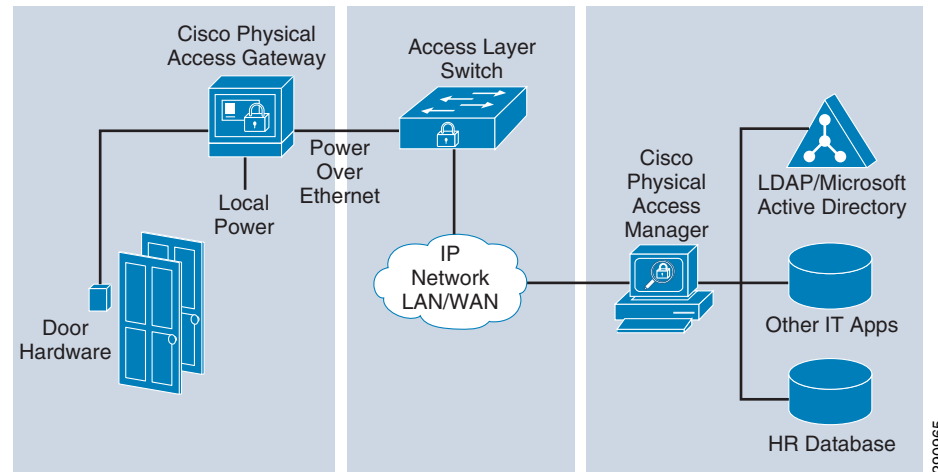 Cisco Physical
Access Gateway
Access Layer
Switch
Power
Over
Ethernet
Local
Power
Door
Hardware
IP
Network
LAN/WAN
Cisco
Physical
Access
Manager
LDAP/Microsoft
Active Directory
Other IT Apps
HR Database